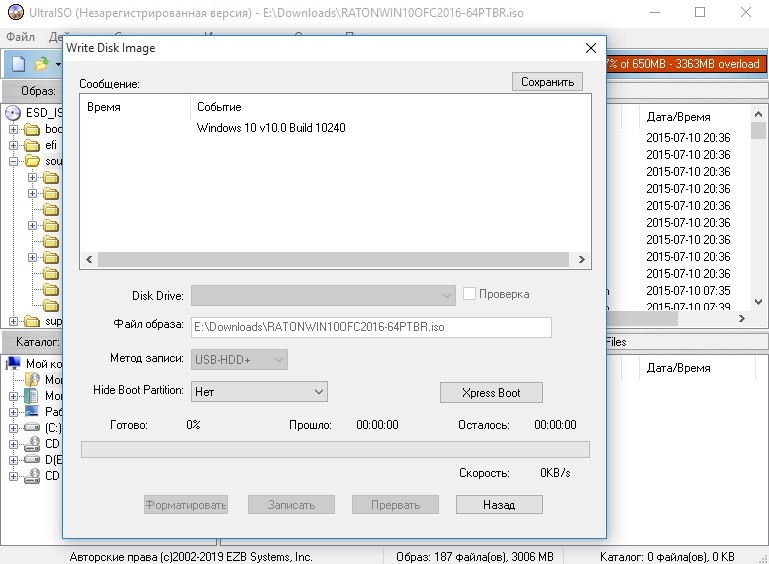 UltraISO (Незарегистрированная версия) - E:\Downloads\RATONWIN10OFC2016-64PTBR.iso
Файл
Write Disk Image
% of 650MB - 3363MB overload
Образ:
Сообщение:
Сохранить
Время Событие
Windows 10 v10.0 Build 10240
ESD_IS
boo
efi
sou
sup
Дата/Время
2015-07-10 20:36
2015-07-10 20:36
2015-07-10 20:36
2015-07-10 20:36
2015-07-10 20:36
2015-07-10 20:36
2015-07-10 20:36
2015-07-10 20:36
2015-07-10 20:36
2015-07-10 07:35
2015-07-10 07:39
Disk Drive:
Проверка
Файл образа: E:\Downloads\RATONWIN10OFC2016-64PTBR.iso
Метод записи: USB-HDD+
Hide Boot Partition: Нет
Xpress Boot
Готово: 0% Прошло: 00:00:00 Осталось: 00:00:00
Скорость: 0KB/s
Форматировать Записать Прервать Назад
Каталог:
Files
Мой ко
Мои
Мои
Раб
(C:)
CD
D(E
CD
Дата/Время
Авторские права (c)2002-2019 EZB Systems, Inc. Образ: 187 файла(ов), 3006 MB Каталог: 0 файла(ов), 0 KB